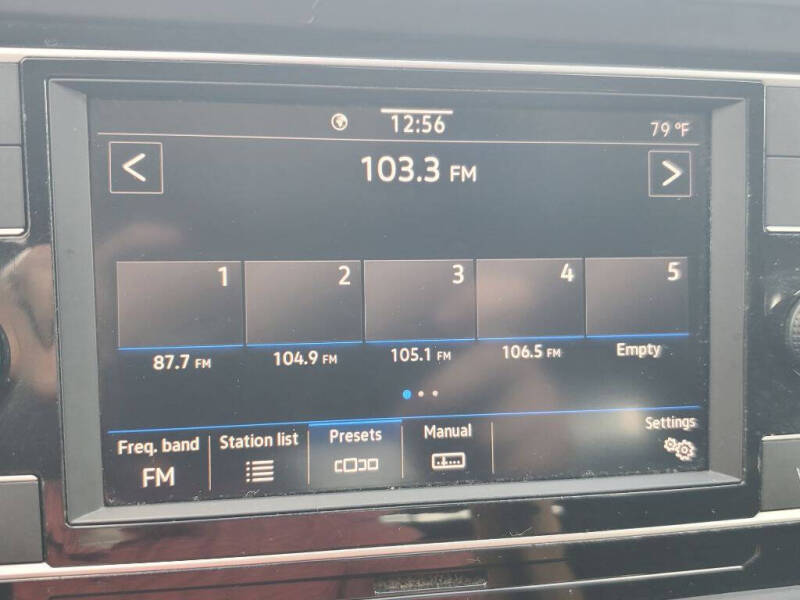 12:56
79 °F
<
103.3 FM
>
1
2
3
4
5
87.7 FM
104.9 FM
105.1 FM
106.5 FM
Empty
Freq. band
FM
Station list
Presets
Manual
Settings